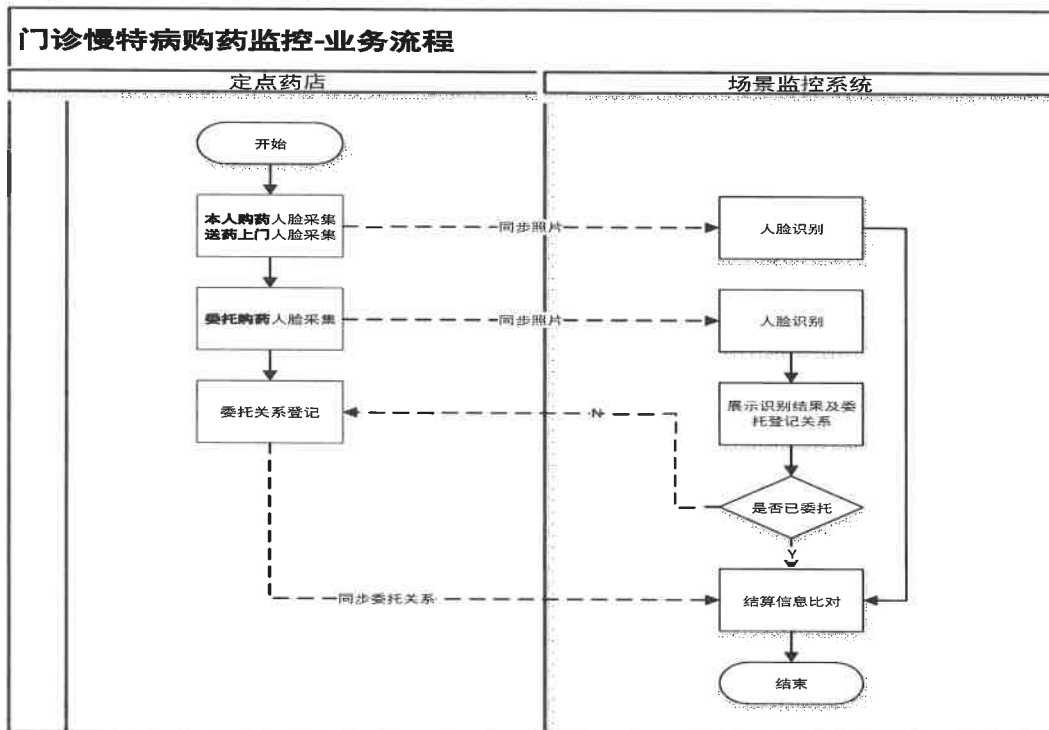 门诊慢特病购药监控-业务流程
定点药店
场景监控系统
开始
本人购药人脸采集
送药上门人脸采集
同步照片
人脸识别
委托购药人脸采集
同步照片
人脸识别
委托关系登记
N
展示识别结果及委
托登记关系
是否已委托
Y
同步委托关系
结算信息比对
结束